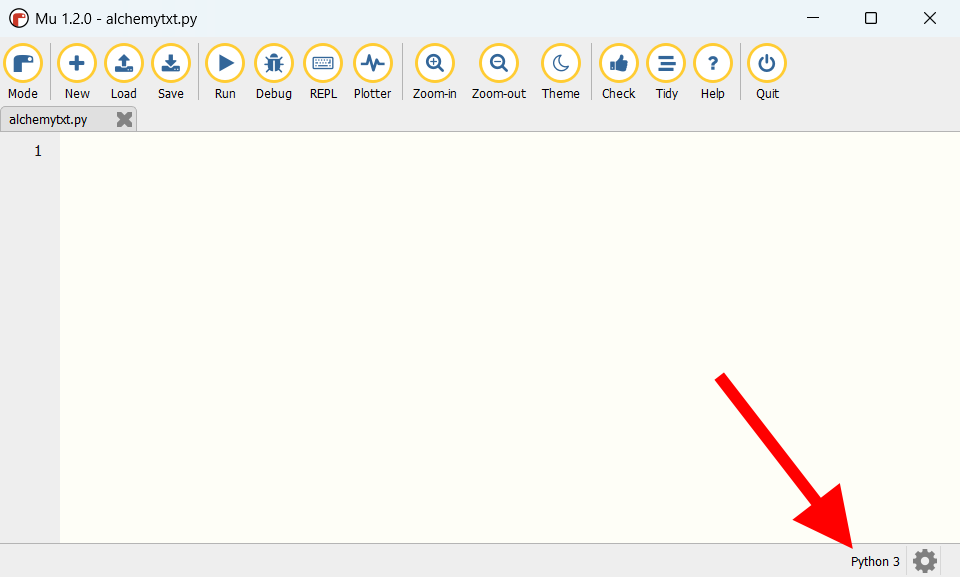 Mu 1.2.0 - alchemytxt.py
Mode New Load Save Run Debug REPL Plotter Zoom-in Zoom-out Theme Check Tidy Help Quit
alchemytxt.py
1
Python 3